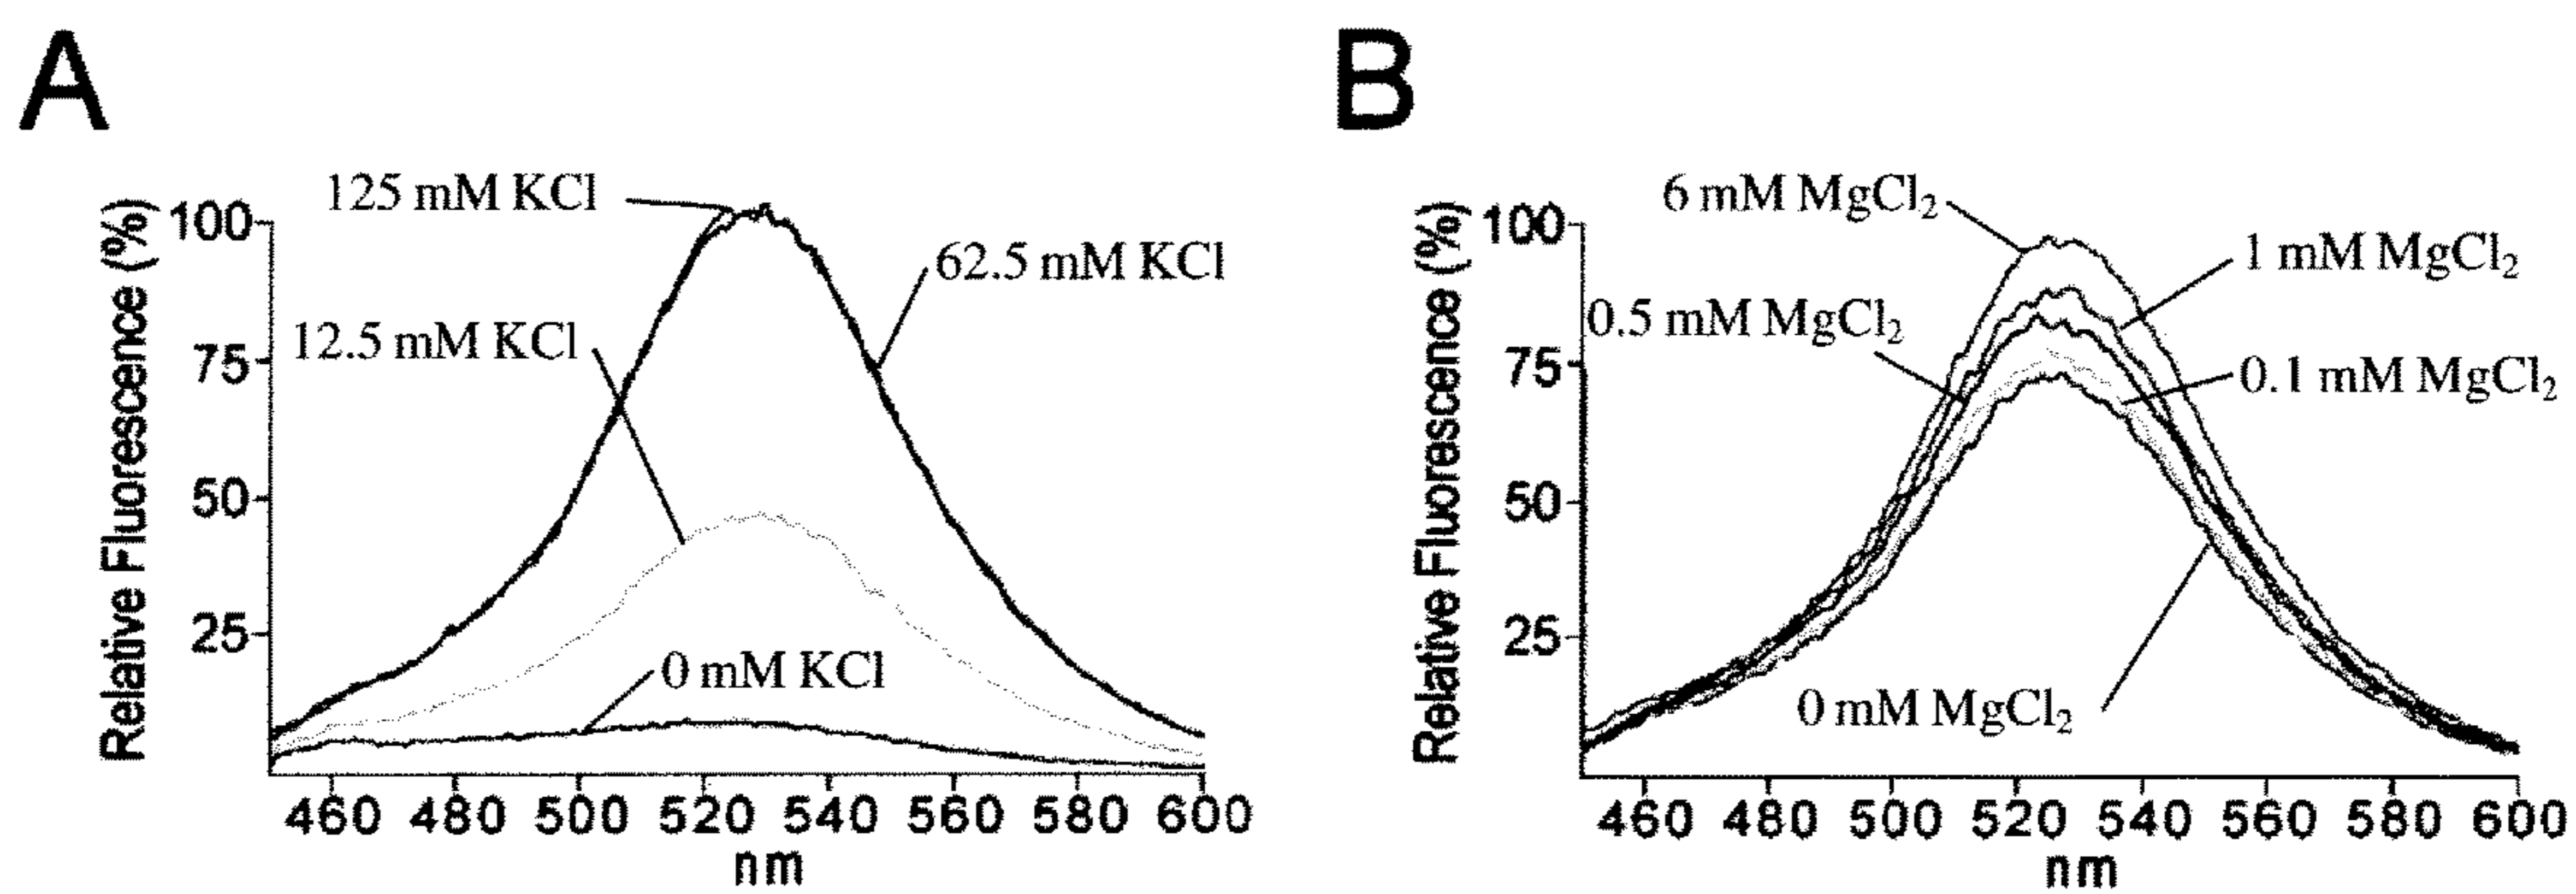 A
B
125 mM KCl
62.5 mM KCl
12.5 mM KCl
0 mM KCl
Relative Fluorescence (%)
100
75
50
25
460 480 500 520 540 560 580 600
nm
6 mM MgCl₂
1 mM MgCl₂
0.5 mM MgCl₂
0.1 mM MgCl₂
0 mM MgCl₂
Relative Fluorescence (%)
100
75
50
25
460 480 500 520 540 560 580 600
nm